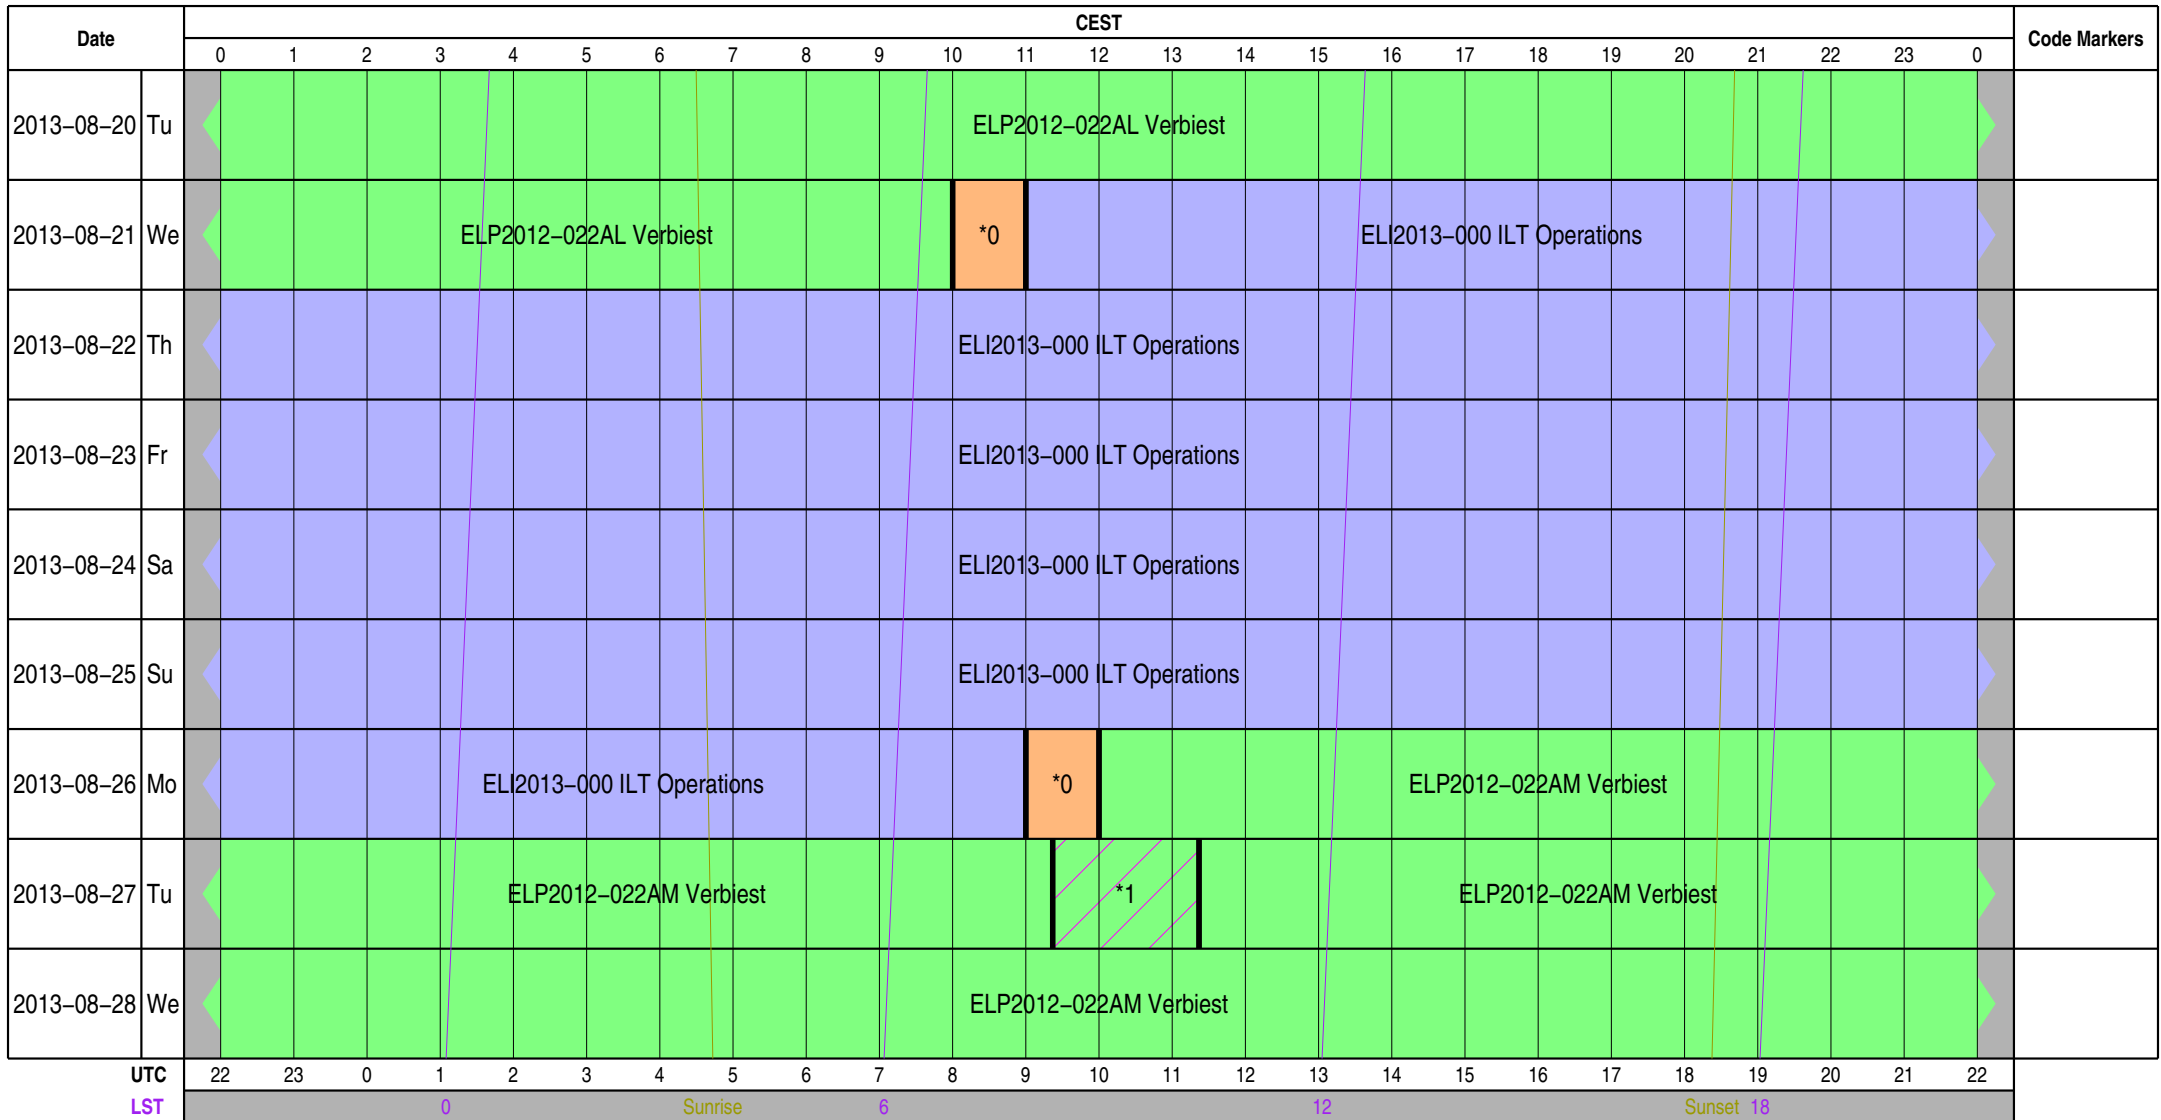 Date CEST Code Markers
0 1 2 3 4 5 6 7 8 9 10 11 12 13 14 15 16 17 18 19 20 21 22 23 0
2013–08–20 Tu ELP2012–022AL Verbiest
2013–08–21 We ELP2012–022AL Verbiest *0 ELI2013–000 ILT Operations
2013–08–22 Th ELI2013–000 ILT Operations
2013–08–23 Fr ELI2013–000 ILT Operations
2013–08–24 Sa ELI2013–000 ILT Operations
2013–08–25 Su ELI2013–000 ILT Operations
2013–08–26 Mo ELI2013–000 ILT Operations *0 ELP2012–022AM Verbiest
2013–08–27 Tu ELP2012–022AM Verbiest *1 ELP2012–022AM Verbiest
2013–08–28 We ELP2012–022AM Verbiest
UTC 22 23 0 1 2 3 4 5 6 7 8 9 10 11 12 13 14 15 16 17 18 19 20 21 22
LST 0 Sunrise 6 12 Sunset 18